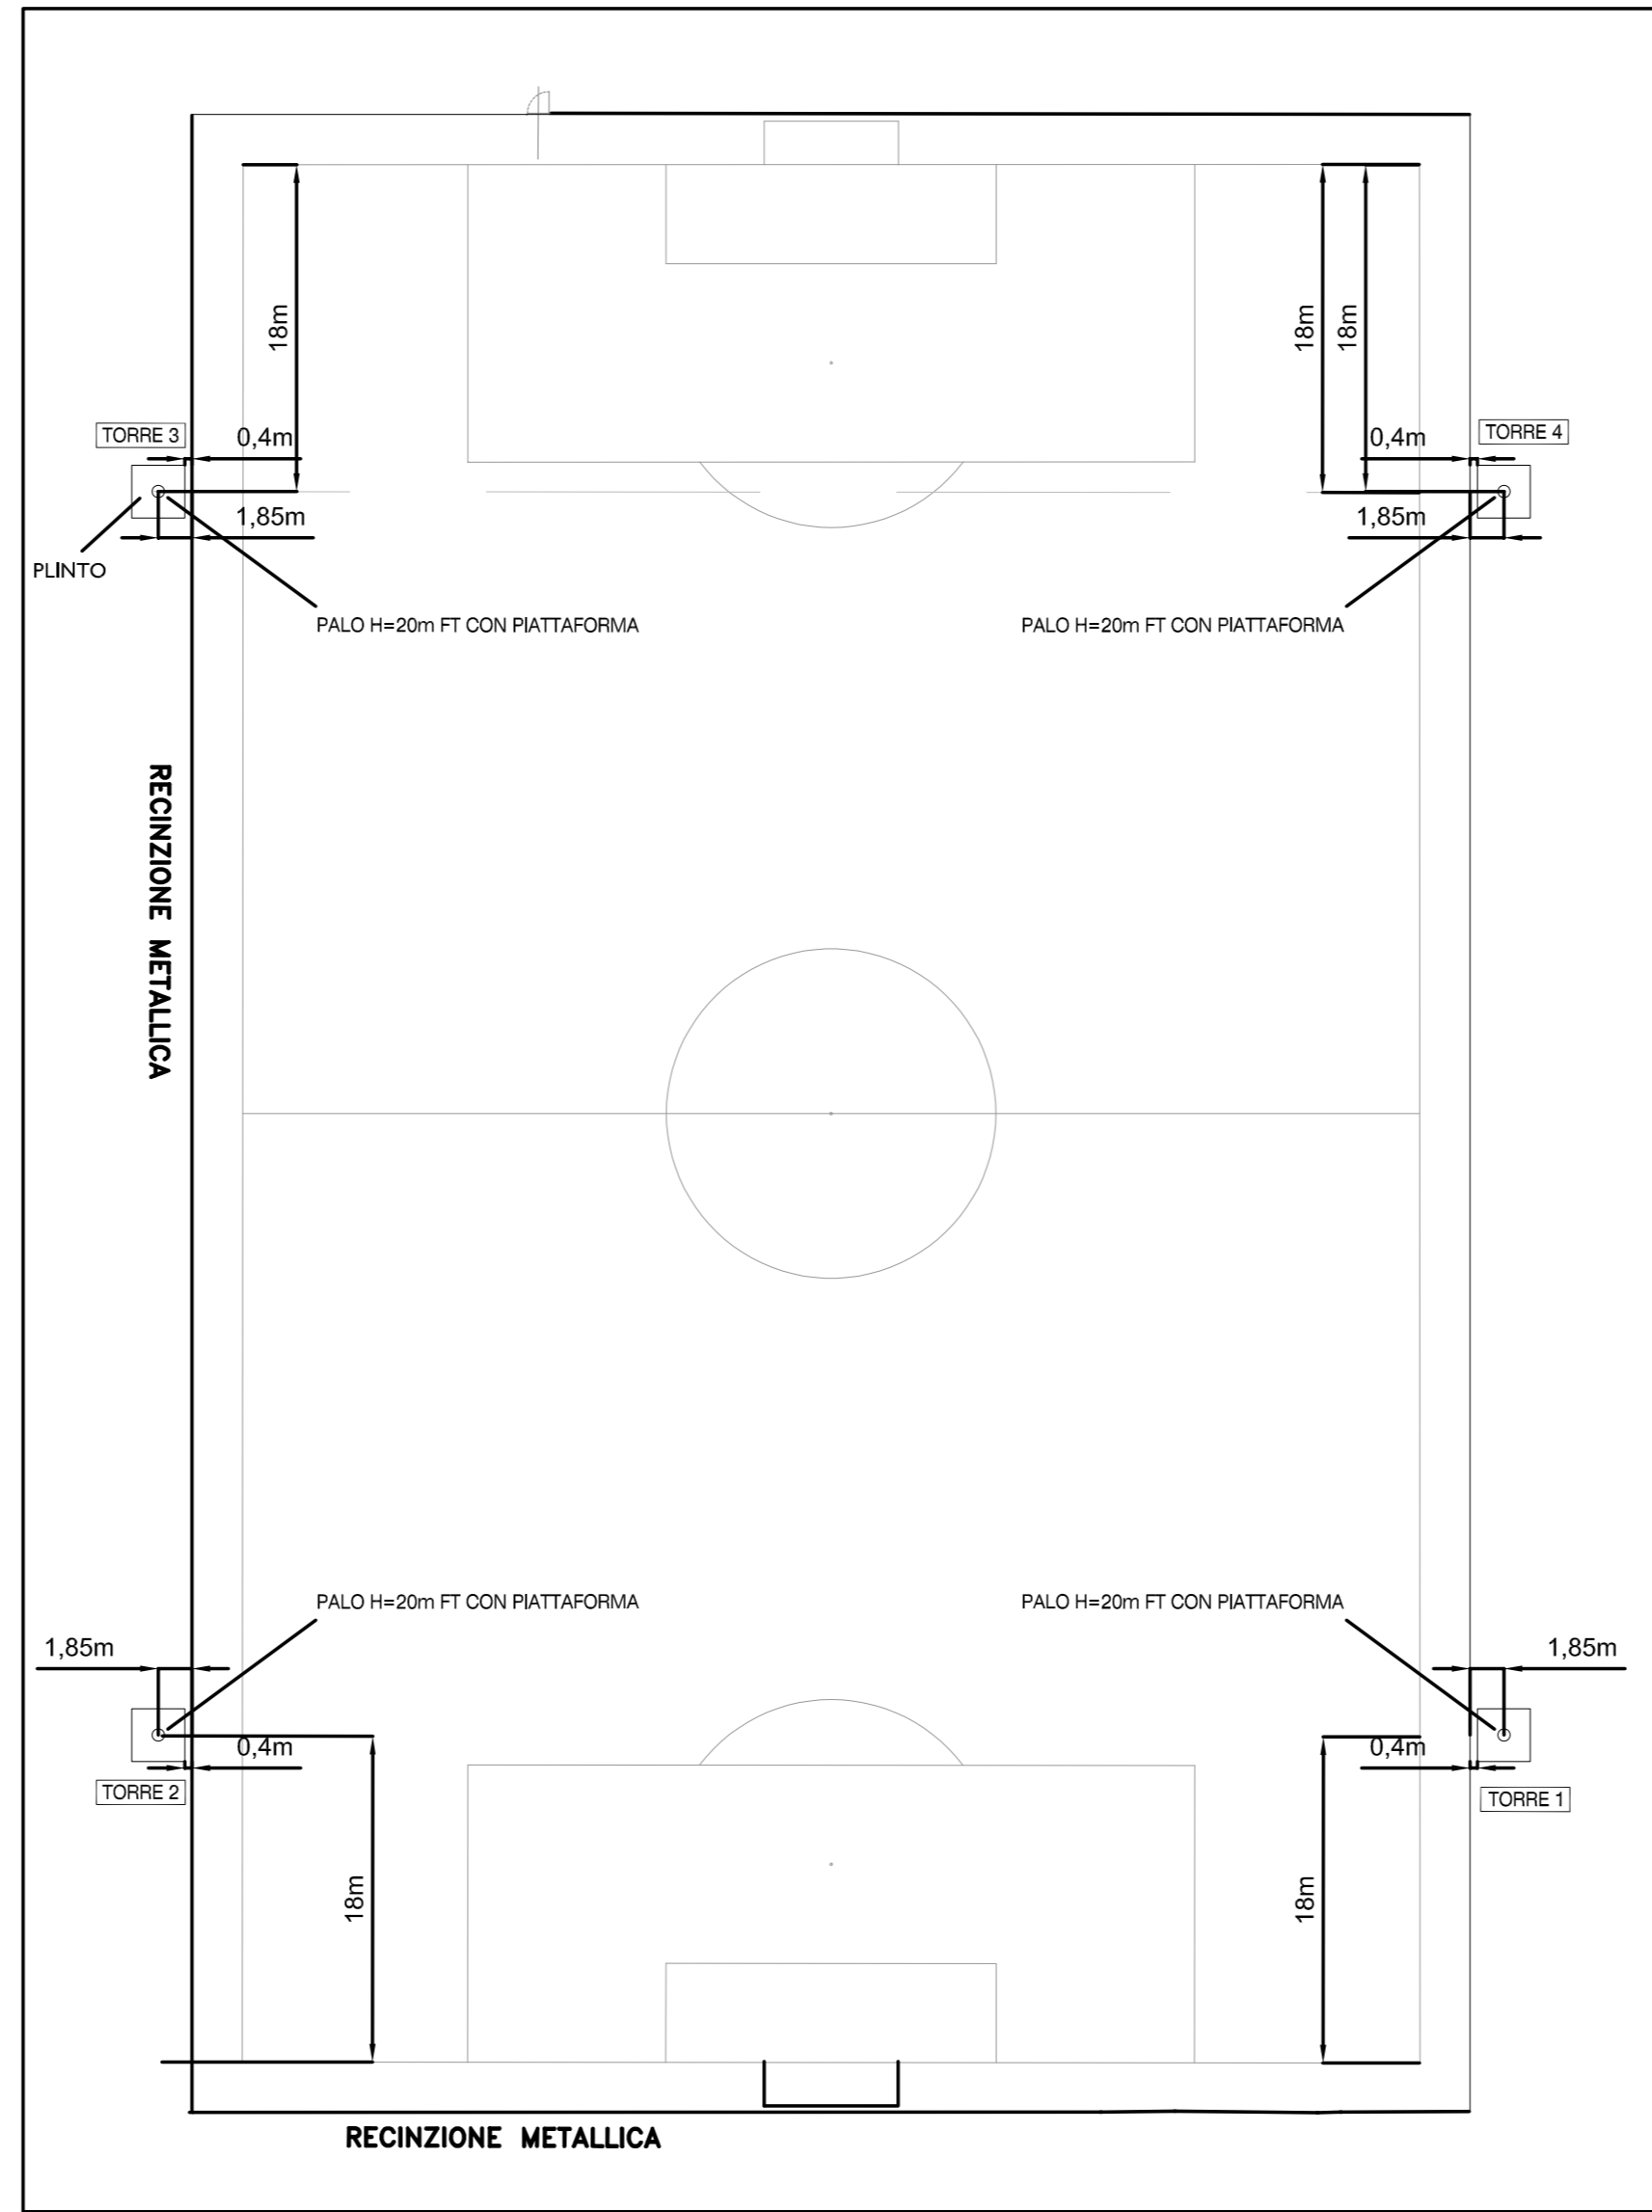 18m
18m
18m
TORRE 3
0,4m
0,4m
TORRE 4
1,85m
1,85m
PLINTO
PALO H=20m FT CON PIATTAFORMA
PALO H=20m FT CON PIATTAFORMA
RECINZIONE METALLICA
PALO H=20m FT CON PIATTAFORMA
PALO H=20m FT CON PIATTAFORMA
1,85m
1,85m
0,4m
0,4m
TORRE 2
TORRE 1
18m
18m
RECINZIONE METALLICA